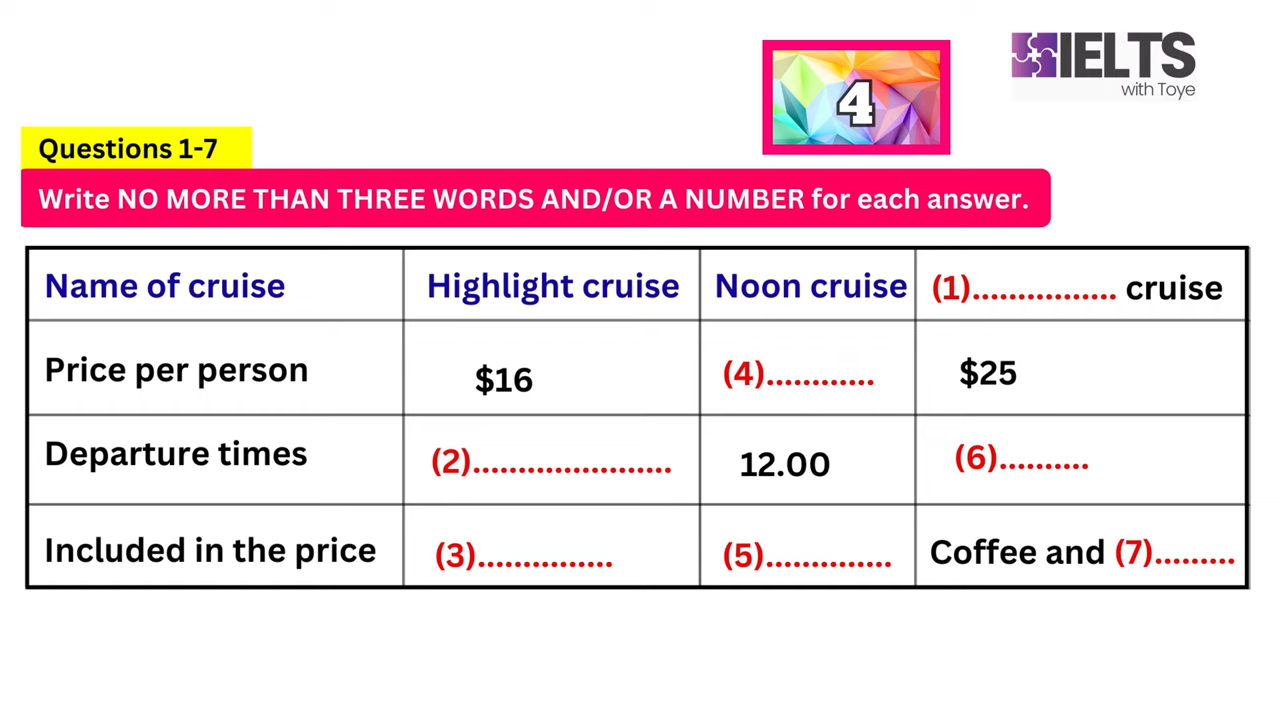 4
IELTS
with Toye
Questions 1-7
Write NO MORE THAN THREE WORDS AND/OR A NUMBER for each answer.
Name of cruise Highlight cruise Noon cruise (1)................ cruise
Price per person $16 (4)............ $25
Departure times (2)...................... 12.00 (6)..........
Included in the price (3)............... (5).............. Coffee and (7).........